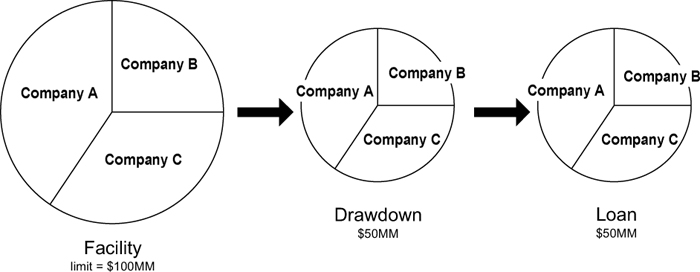 Company A
Company B
Company C
Facility
limit = $100MM
Company A
Company B
Company C
Drawdown
$50MM
Company A
Company B
Company C
Loan
$50MM